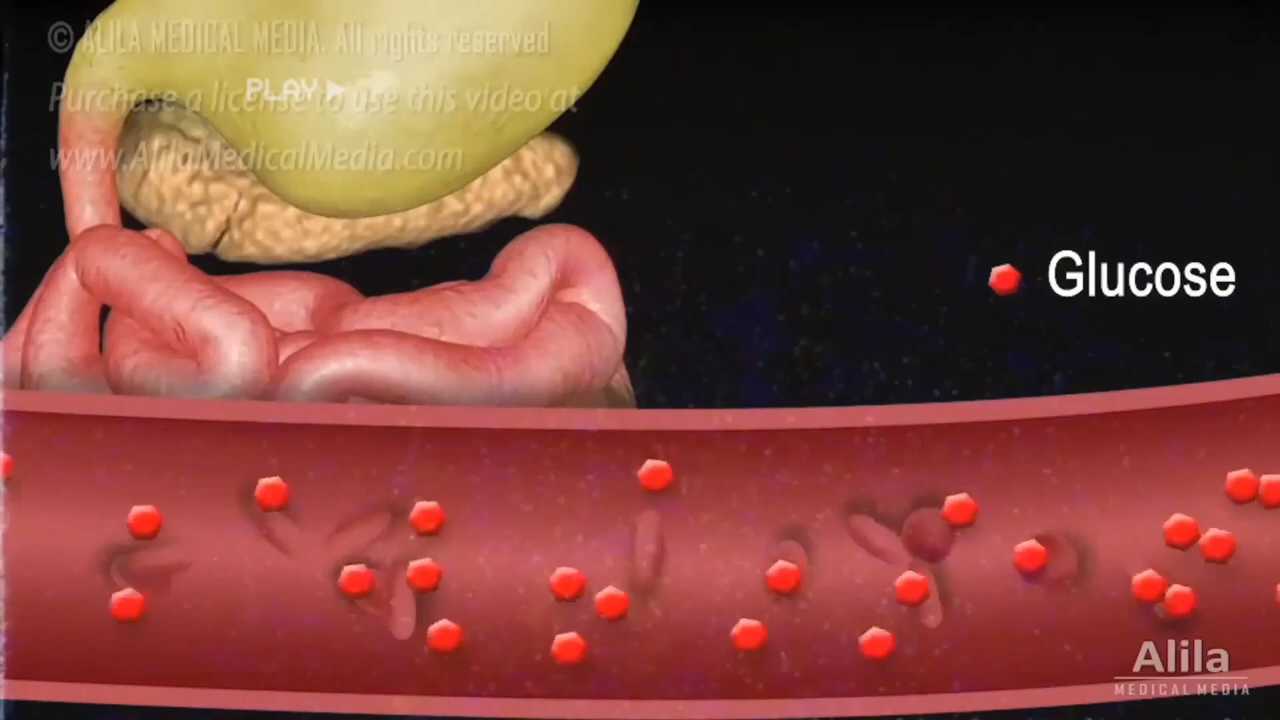 © ALILA MEDICAL MEDIA. All rights reserved
PLAY
Purchase a license to use this video at
www.AlilaMedicalMedia.com
Glucose
Alila
MEDICAL MEDIA